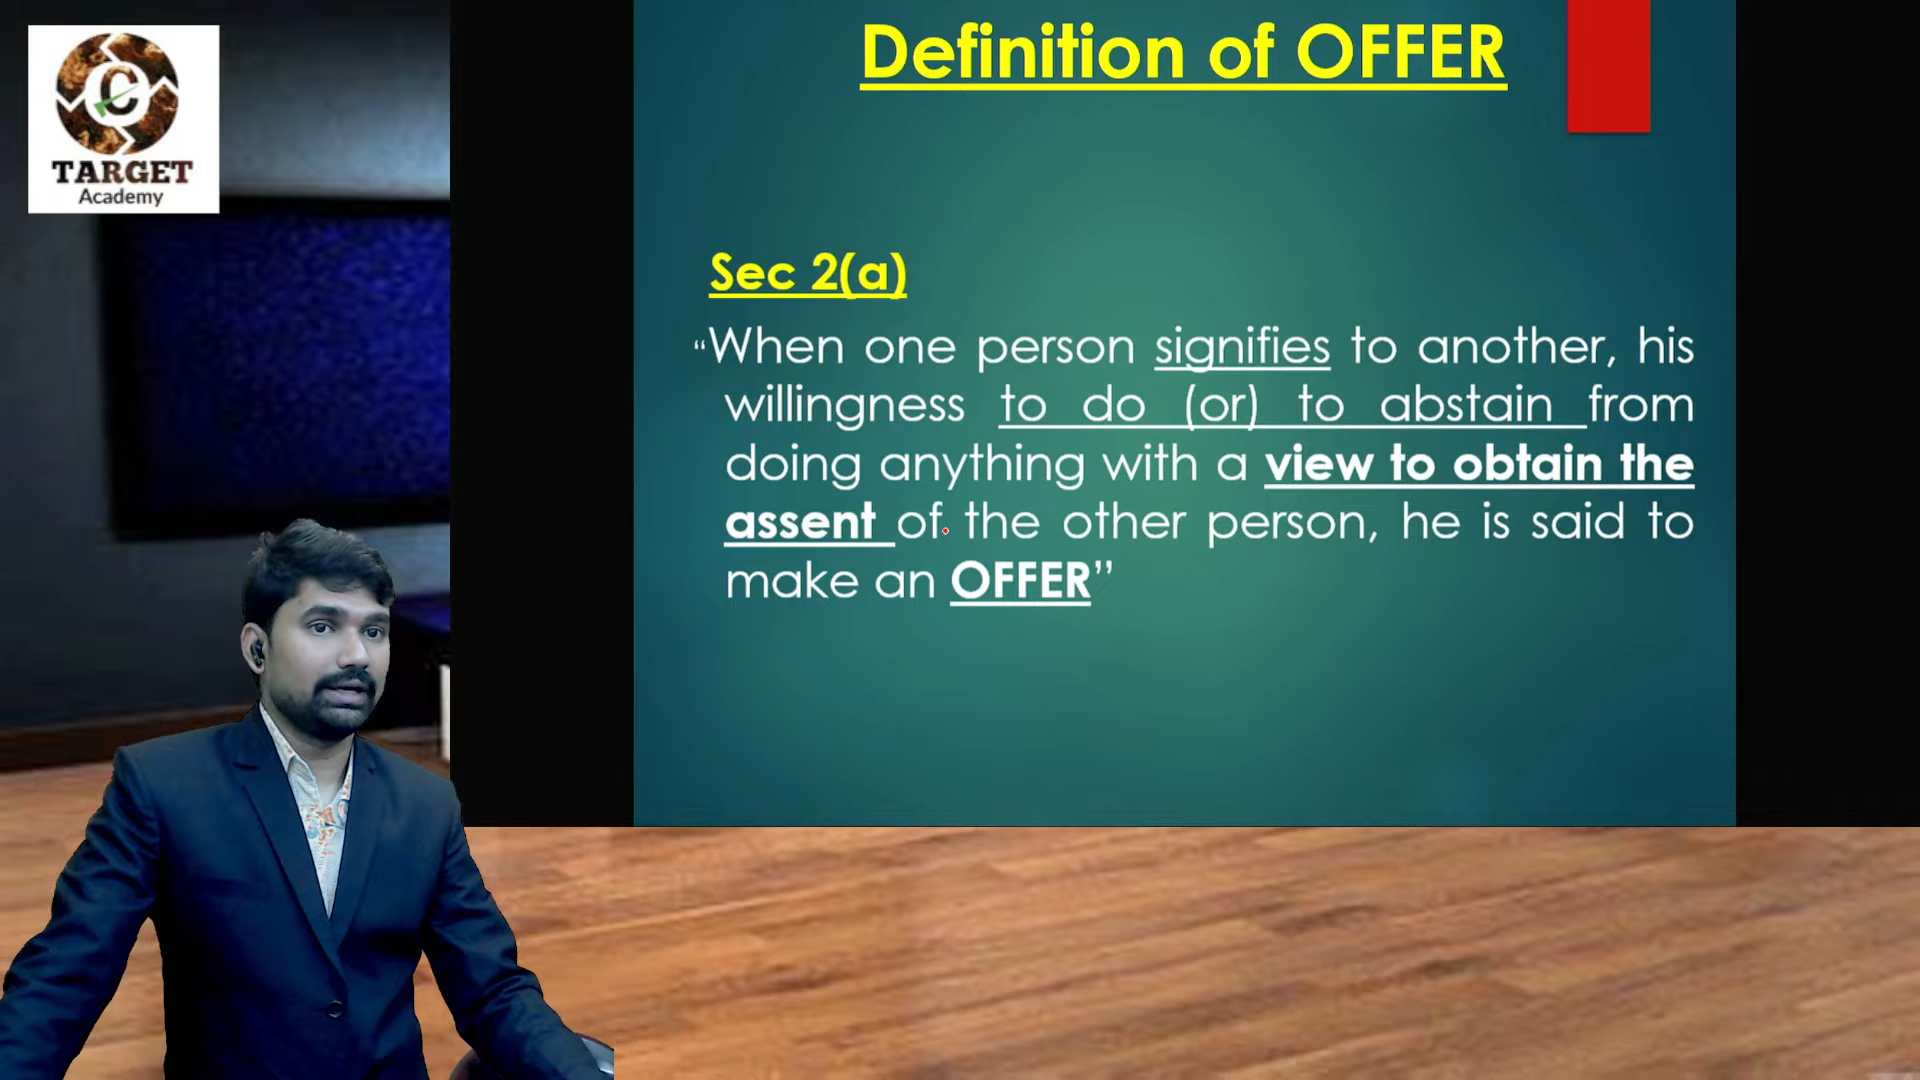 TARGET
Academy
Definition of OFFER
Sec 2(a)
“When one person signifies to another, his
willingness to do (or) to abstain from
doing anything with a view to obtain the
assent of the other person, he is said to
make an OFFER”